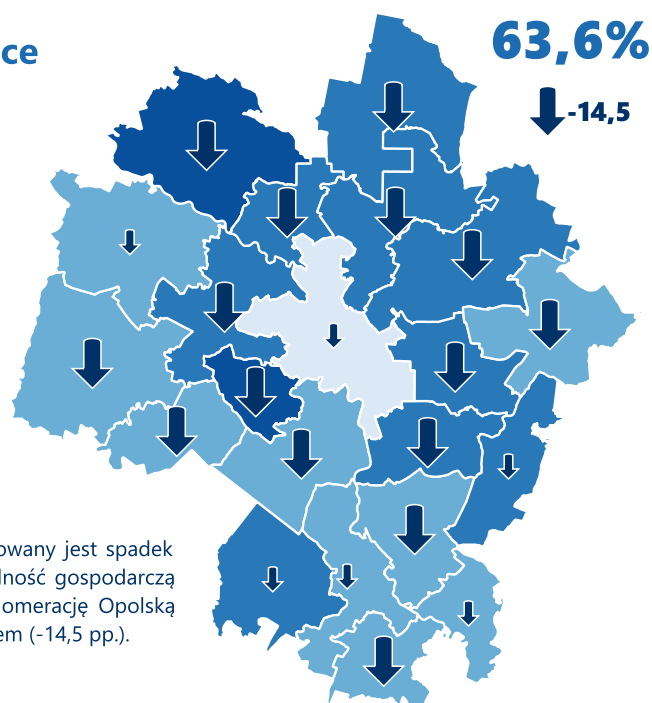 ce
63,6%
-14,5
owany jest spadek
lność gospodarczą
omerację Opolską
em (-14,5 pp.).